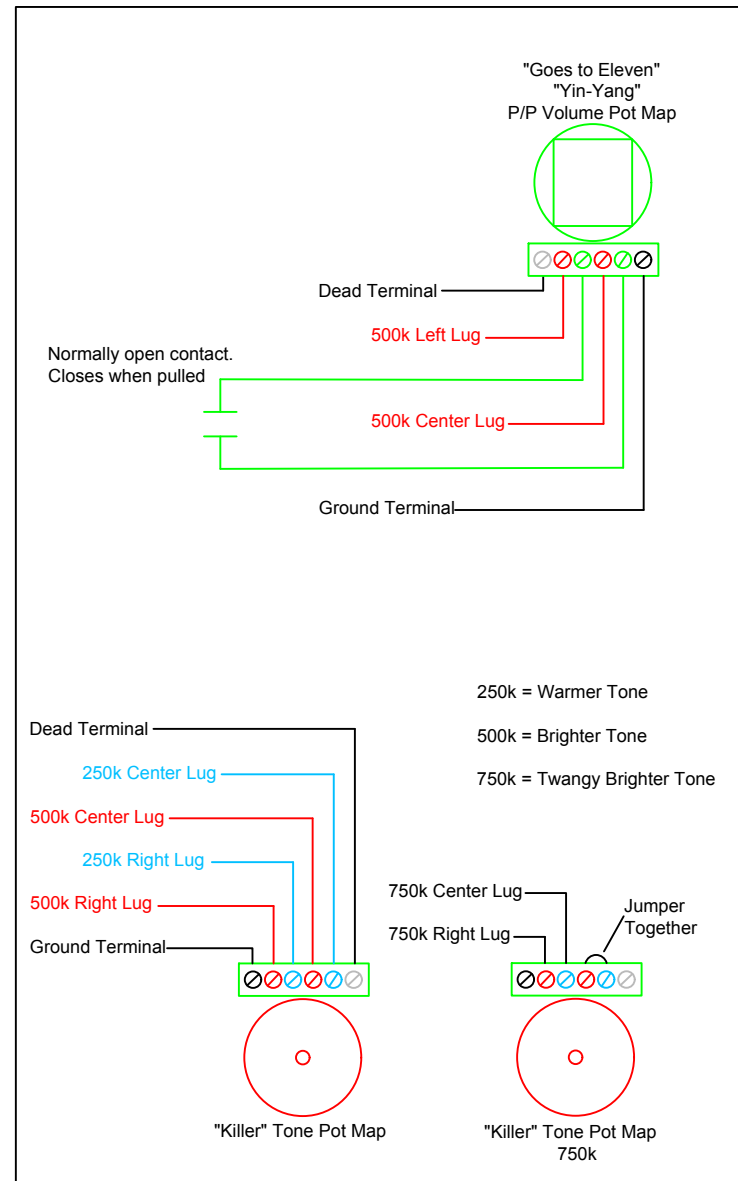 "Goes to Eleven"
"Yin-Yang"
P/P Volume Pot Map
Dead Terminal
500k Left Lug
Normally open contact.
Closes when pulled
500k Center Lug
Ground Terminal
250k = Warmer Tone
500k = Brighter Tone
750k = Twangy Brighter Tone
Dead Terminal
250k Center Lug
500k Center Lug
250k Right Lug
500k Right Lug
Ground Terminal
750k Center Lug
750k Right Lug
Jumper
Together
"Killer" Tone Pot Map
"Killer" Tone Pot Map
750k